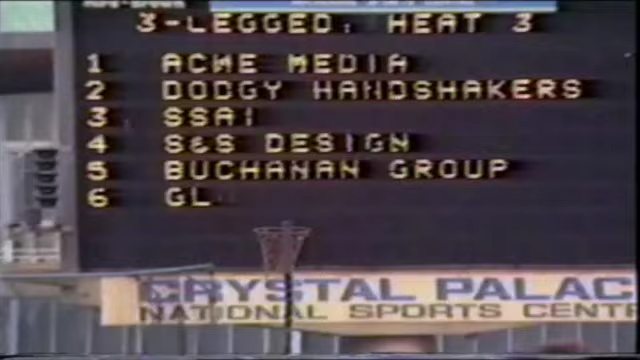 3-LEGGED: HEAT 3
1 ACME MEDIA
2 DODGY HANDSHAKERS
3 SSAI
4 S&S DESIGN
5 BUCHANAN GROUP
6 GL
CRYSTAL PALAC
NATIONAL SPORTS CENT